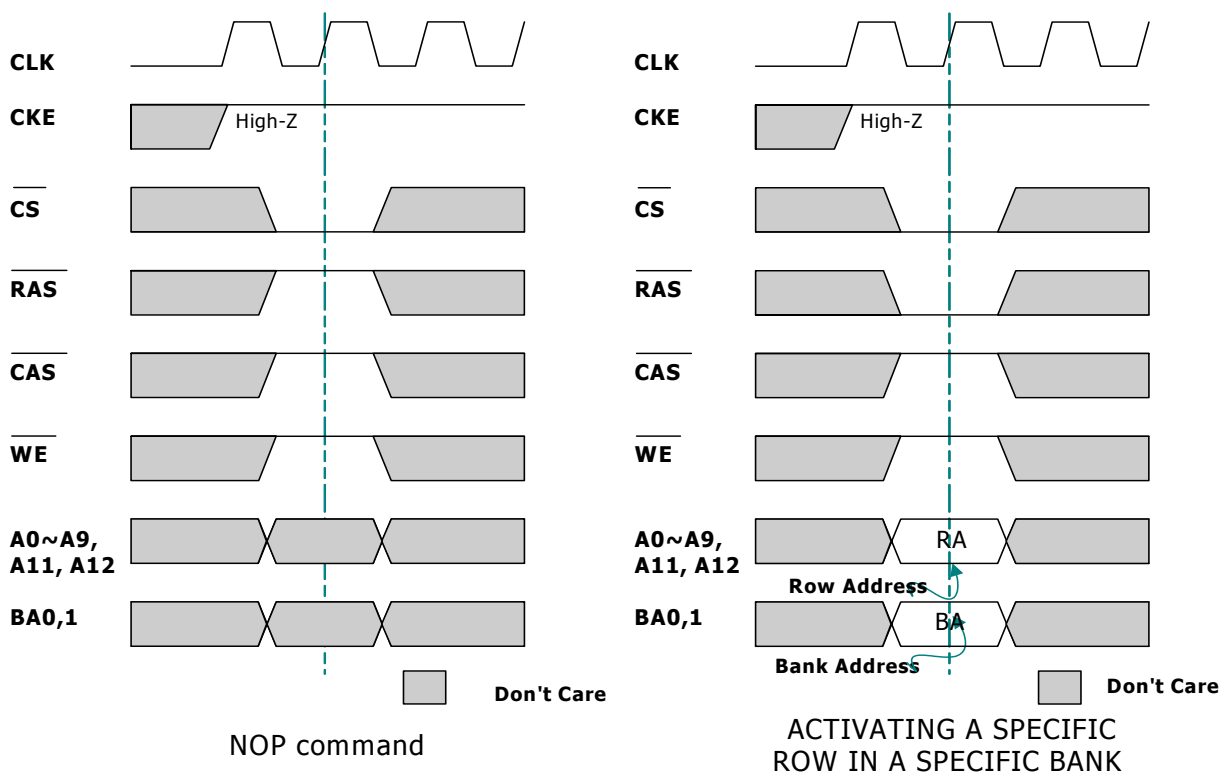 CLK
CKE
High-Z
CS
RAS
CAS
WE
A0~A9,
A11, A12
BA0,1
Don't Care
NOP command
CLK
CKE
High-Z
CS
RAS
CAS
WE
A0~A9,
A11, A12
RA
Row Address
BA0,1
BA
Bank Address
Don't Care
ACTIVATING A SPECIFIC
ROW IN A SPECIFIC BANK